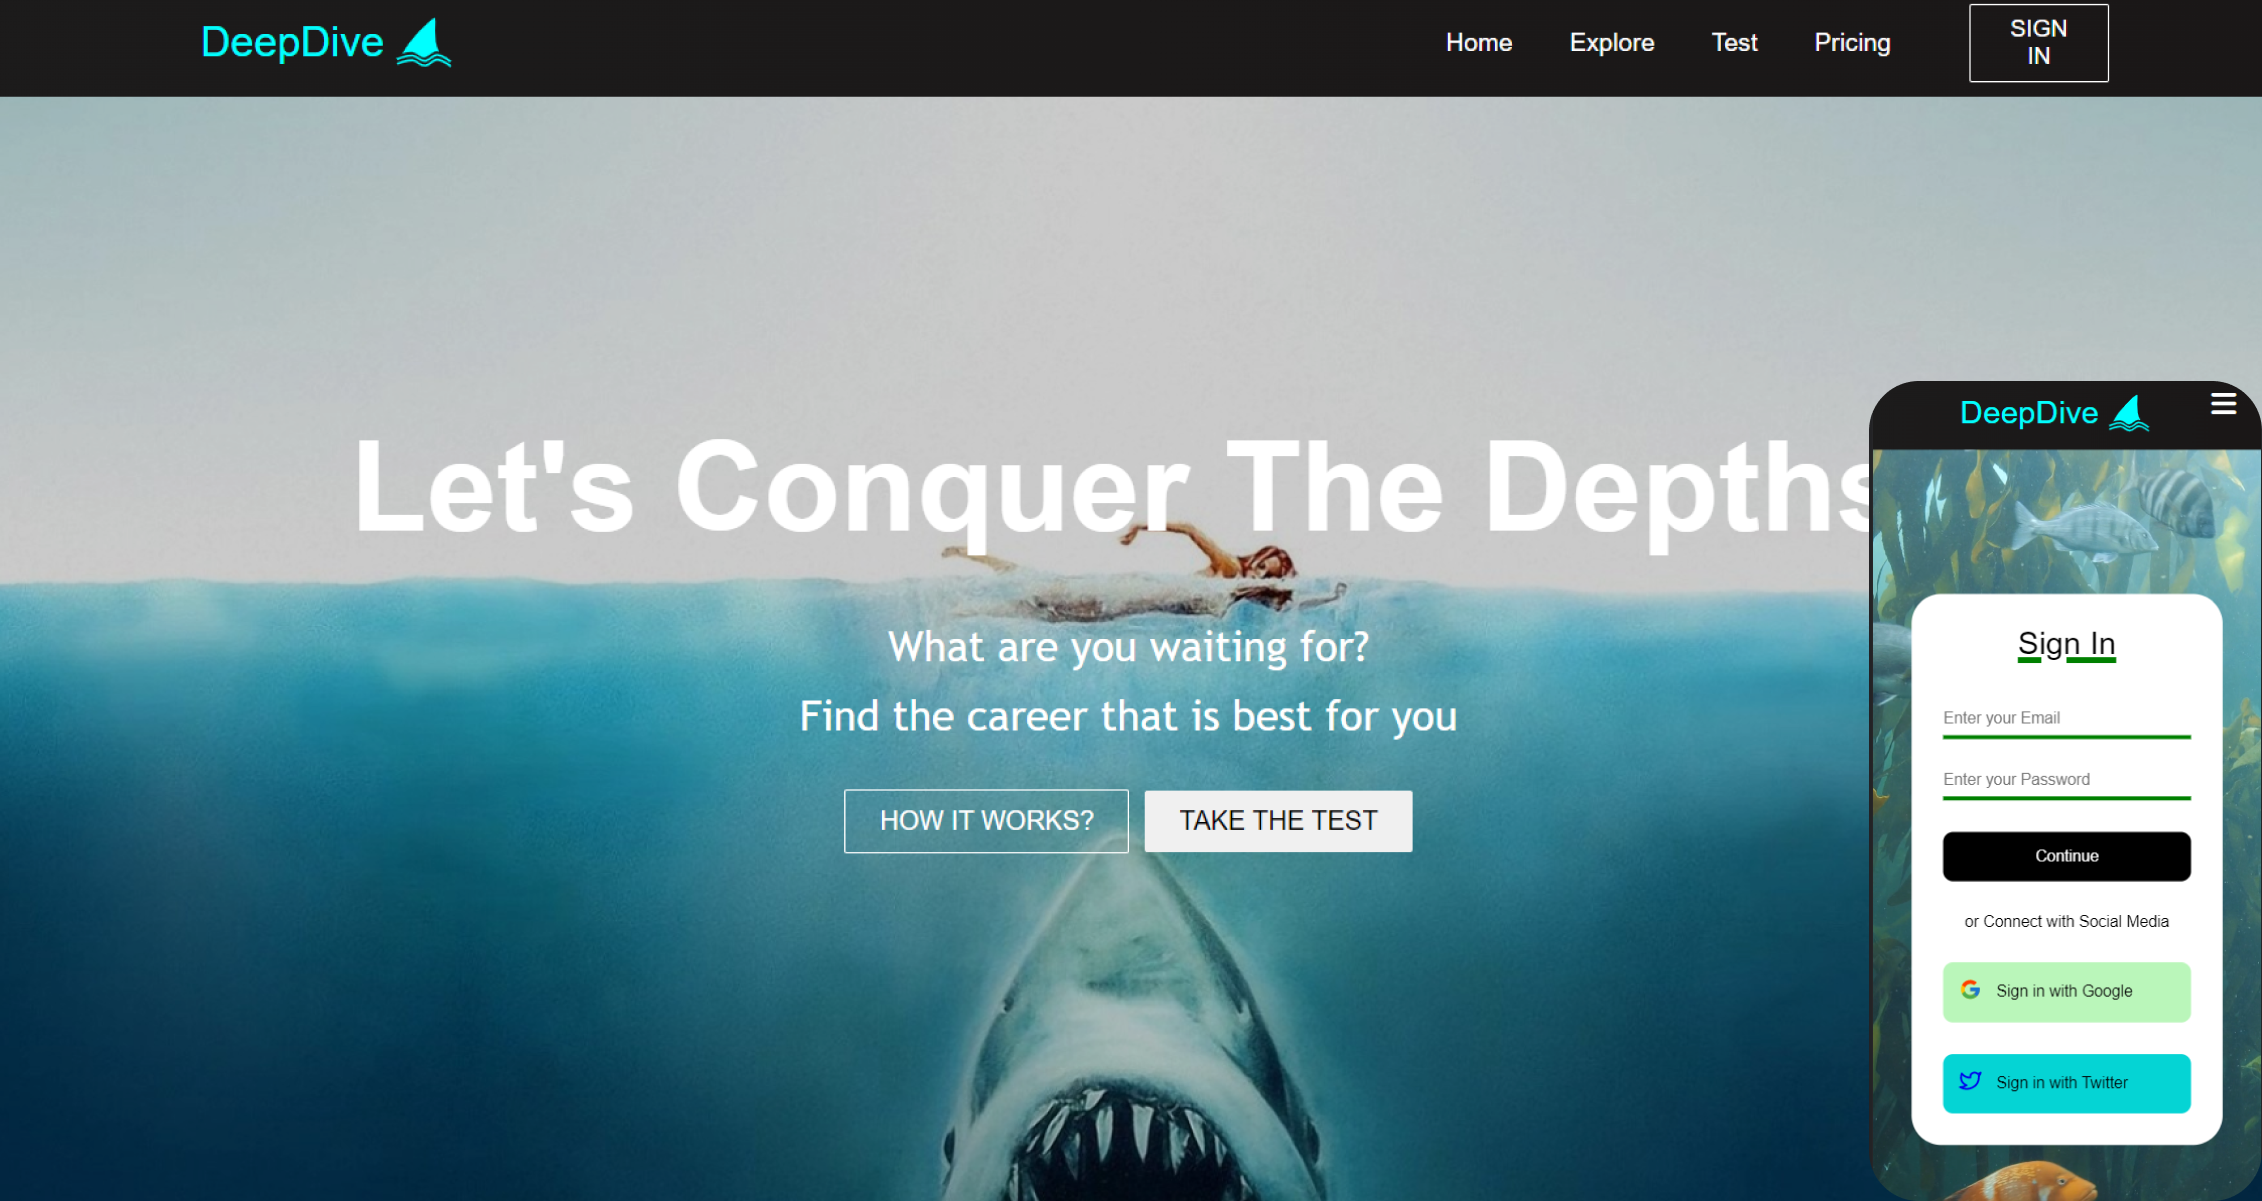 DeepDive
Home Explore Test Pricing
SIGN
IN
Let's Conquer The Depths
What are you waiting for?
Find the career that is best for you
HOW IT WORKS? TAKE THE TEST
DeepDive
Sign In
Enter your Email
Enter your Password
Continue
or Connect with Social Media
Sign in with Google
Sign in with Twitter